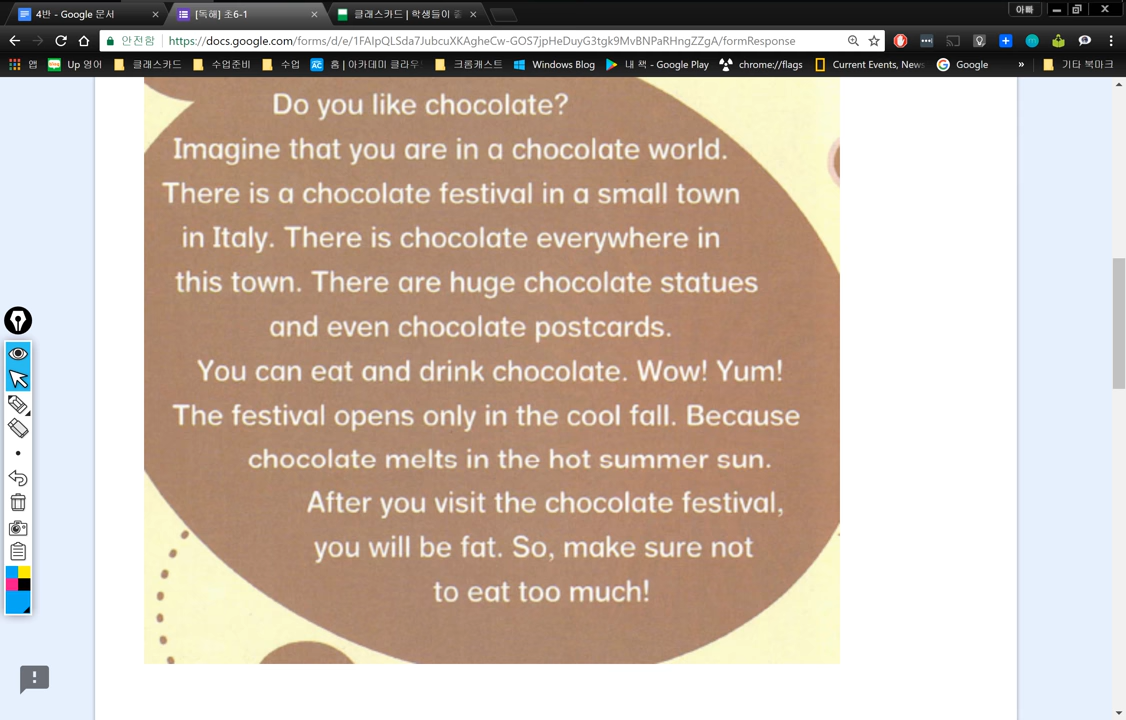 4반 - Google 문서
[독해] 초6-1
클래스카드 | 학생들이 좋
아빠
안전함
https://docs.google.com/forms/d/e/1FAIpQLSda7JubcuXKAgheCw-GOS7jpHeDuyG3tgk9MvBNPaRHngZZgA/formResponse
앱
Up 영어
클래스카드
수업준비
수업
홈 | 아카데미 클라우
크롬캐스트
Windows Blog
내 책 - Google Play
chrome://flags
Current Events, News
Google
»
기타 북마크
Do you like chocolate?
Imagine that you are in a chocolate world.
There is a chocolate festival in a small town
in Italy. There is chocolate everywhere in
this town. There are huge chocolate statues
and even chocolate postcards.
You can eat and drink chocolate. Wow! Yum!
The festival opens only in the cool fall. Because
chocolate melts in the hot summer sun.
After you visit the chocolate festival,
you will be fat. So, make sure not
to eat too much!